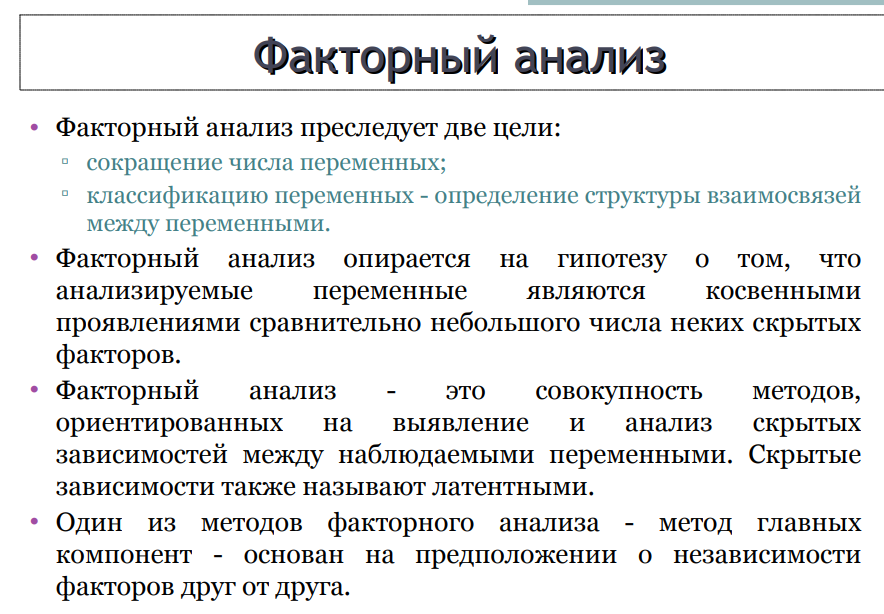 Факторный анализ
• Факторный анализ преследует две цели:
▫ сокращение числа переменных;
▫ классификацию переменных - определение структуры взаимосвязей
между переменными.
• Факторный анализ опирается на гипотезу о том, что
анализируемые переменные являются косвенными
проявлениями сравнительно небольшого числа неких скрытых
факторов.
• Факторный анализ - это совокупность методов,
ориентированных на выявление и анализ скрытых
зависимостей между наблюдаемыми переменными. Скрытые
зависимости также называют латентными.
• Один из методов факторного анализа - метод главных
компонент - основан на предположении о независимости
факторов друг от друга.